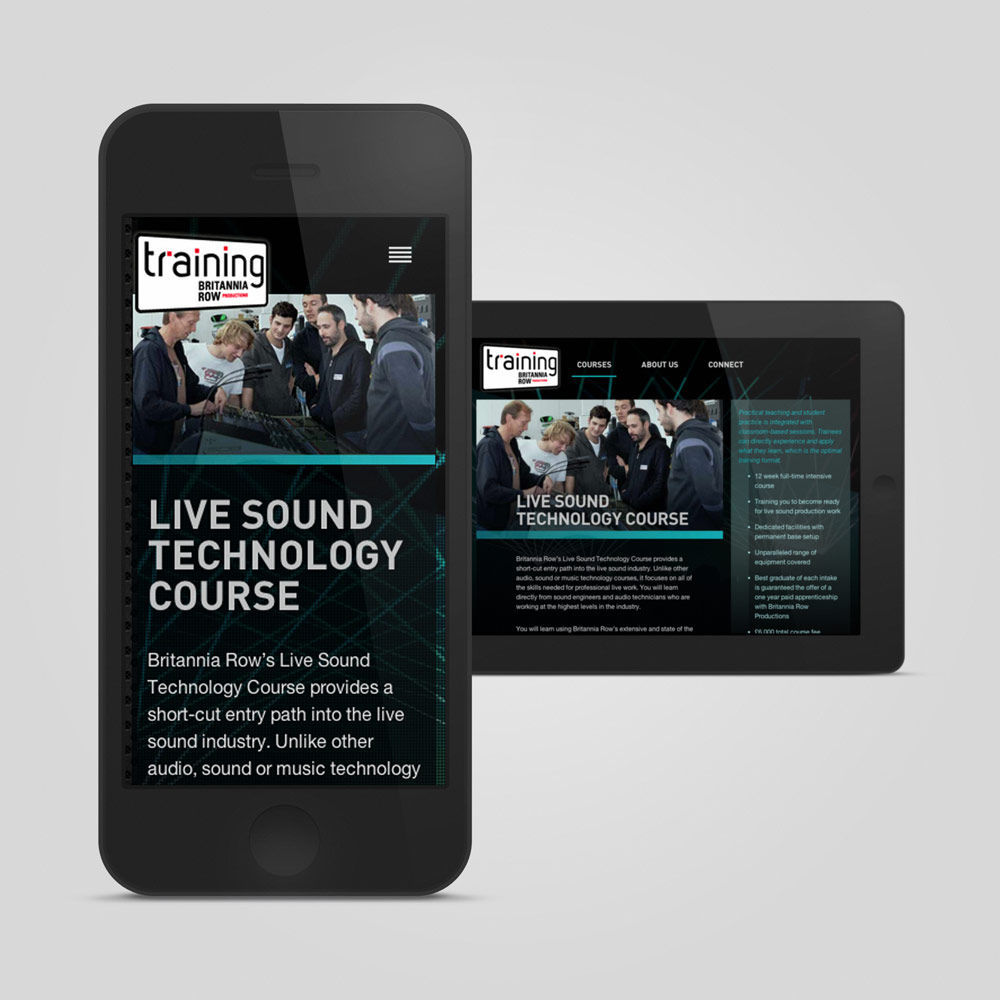 training
BRITANNIA
ROW PRODUCTIONS
LIVE SOUND
TECHNOLOGY
COURSE
Britannia Row's Live Sound
Technology Course provides a
short-cut entry path into the live
sound industry. Unlike other
audio, sound or music technology
training
BRITANNIA
ROW PRODUCTIONS
COURSES
ABOUT US
CONNECT
LIVE SOUND
TECHNOLOGY COURSE
Britannia Row's Live Sound Technology Course provides a
short-cut entry path into the live sound industry. Unlike other
audio, sound or music technology courses, it focuses on all of
the skills needed for professional live work. You will learn
directly from sound engineers and audio technicians who are
working at the highest levels in the industry.
You will learn using Britannia Row's extensive and state of the
Practical teaching and student
practice is integrated with
classroom-based sessions. Trainees
can directly experience and apply
what they learn, which is the optimal
training format.
• 12 week full-time intensive
course
• Training you to become ready
for live sound production work
• Dedicated facilities with
permanent base setup
• Unparalleled range of
equipment covered
• Best graduate of each intake
is guaranteed the offer of a
one year paid apprenticeship
with Britannia Row
Productions
• £6,000 total course fee